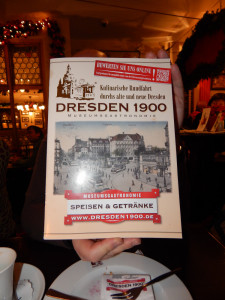 BEWERTEN SIE UNS ONLINE!
Kulinarische Rundfahrt
durchs alte und neue Dresden
DRESDEN 1900
MUSEUMSGASTRONOMIE
MUSEUMSGASTRONOMIE
SPEISEN & GETRÄNKE
WWW.DRESDEN1900.DE